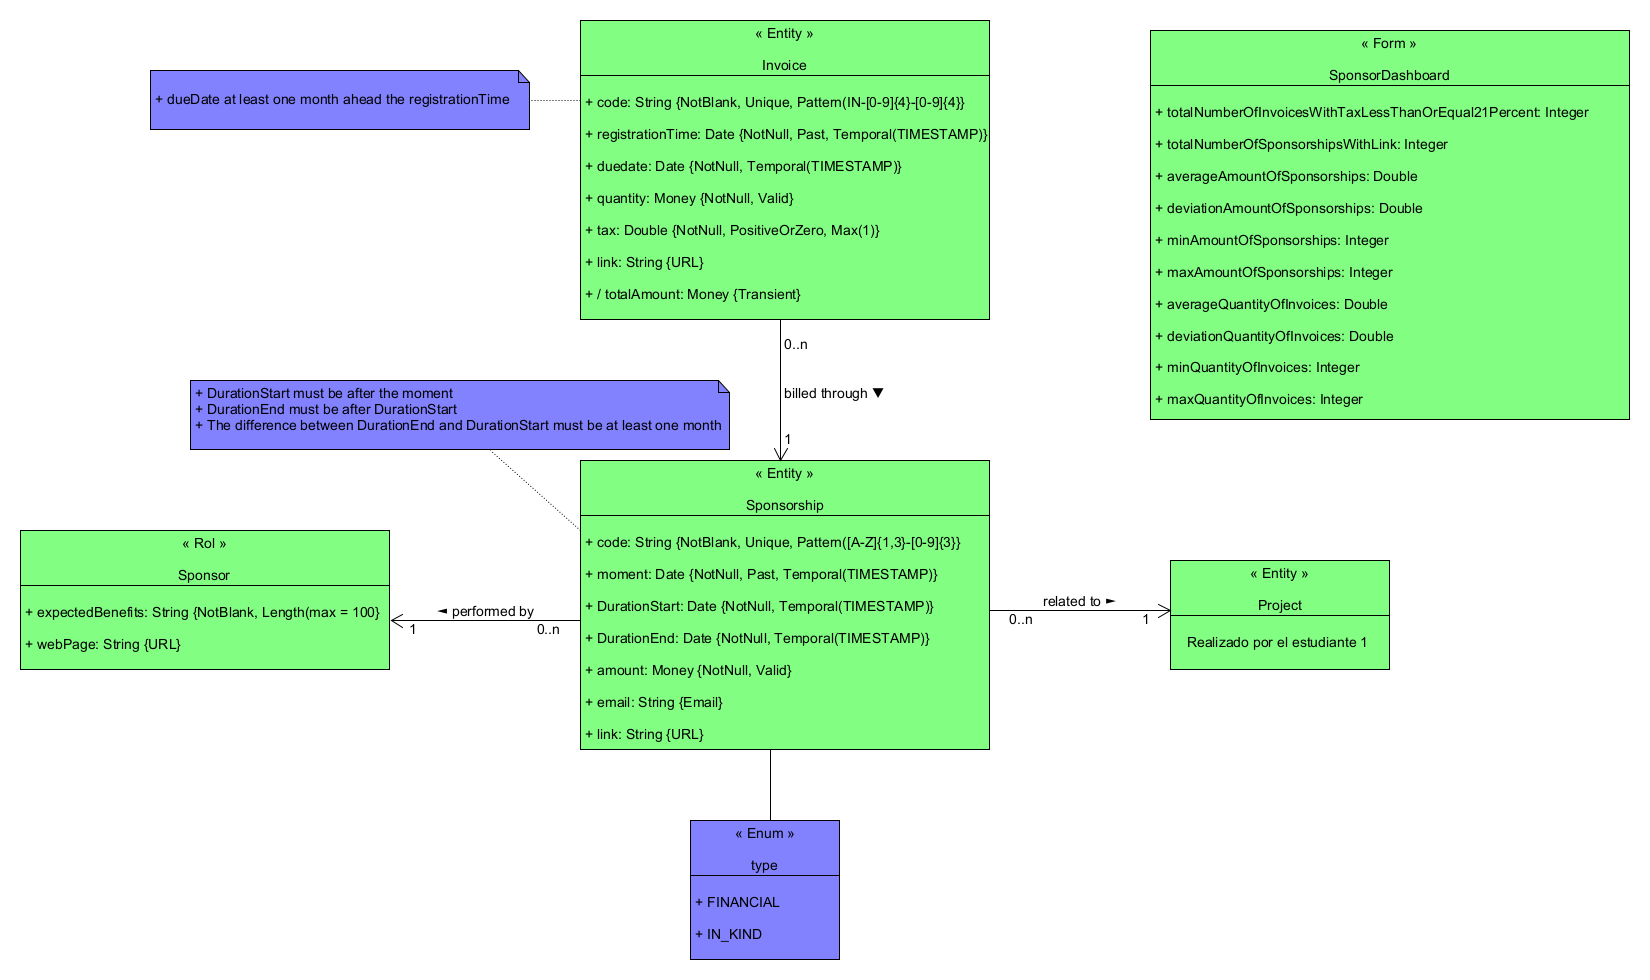 « Entity »
Invoice
+ code: String {NotBlank, Unique, Pattern(IN-[0-9]{4}-[0-9]{4}}
+ registrationTime: Date {NotNull, Past, Temporal(TIMESTAMP)}
+ duedate: Date {NotNull, Temporal(TIMESTAMP)}
+ quantity: Money {NotNull, Valid}
+ tax: Double {NotNull, PositiveOrZero, Max(1)}
+ link: String {URL}
+ / totalAmount: Money {Transient}
+ dueDate at least one month ahead the registrationTime
« Form »
SponsorDashboard
+ totalNumberOfInvoicesWithTaxLessThanOrEqual21Percent: Integer
+ totalNumberOfSponsorshipsWithLink: Integer
+ averageAmountOfSponsorships: Double
+ deviationAmountOfSponsorships: Double
+ minAmountOfSponsorships: Integer
+ maxAmountOfSponsorships: Integer
+ averageQuantityOfInvoices: Double
+ deviationQuantityOfInvoices: Double
+ minQuantityOfInvoices: Integer
+ maxQuantityOfInvoices: Integer
0..n
billed through ▼
1
+ DurationStart must be after the moment
+ DurationEnd must be after DurationStart
+ The difference between DurationEnd and DurationStart must be at least one month
« Entity »
Sponsorship
+ code: String {NotBlank, Unique, Pattern([A-Z]{1,3}-[0-9]{3}}
+ moment: Date {NotNull, Past, Temporal(TIMESTAMP)}
+ DurationStart: Date {NotNull, Temporal(TIMESTAMP)}
+ DurationEnd: Date {NotNull, Temporal(TIMESTAMP)}
+ amount: Money {NotNull, Valid}
+ email: String {Email}
+ link: String {URL}
« Rol »
Sponsor
+ expectedBenefits: String {NotBlank, Length(max = 100}
+ webPage: String {URL}
◄ performed by
1
0..n
related to ►
0..n
1
« Entity »
Project
Realizado por el estudiante 1
« Enum »
type
+ FINANCIAL
+ IN_KIND